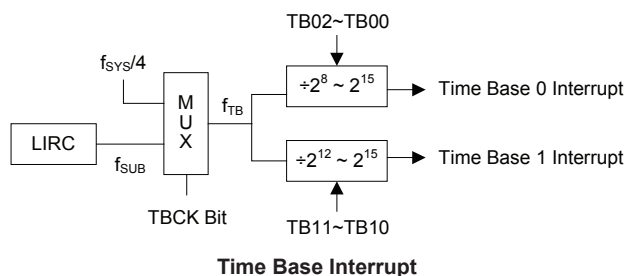 TB02~TB00
fSYS/4
MUX
fTB
÷2^8 ~ 2^15
Time Base 0 Interrupt
LIRC
fSUB
÷2^12 ~ 2^15
Time Base 1 Interrupt
TBCK Bit
TB11~TB10
Time Base Interrupt